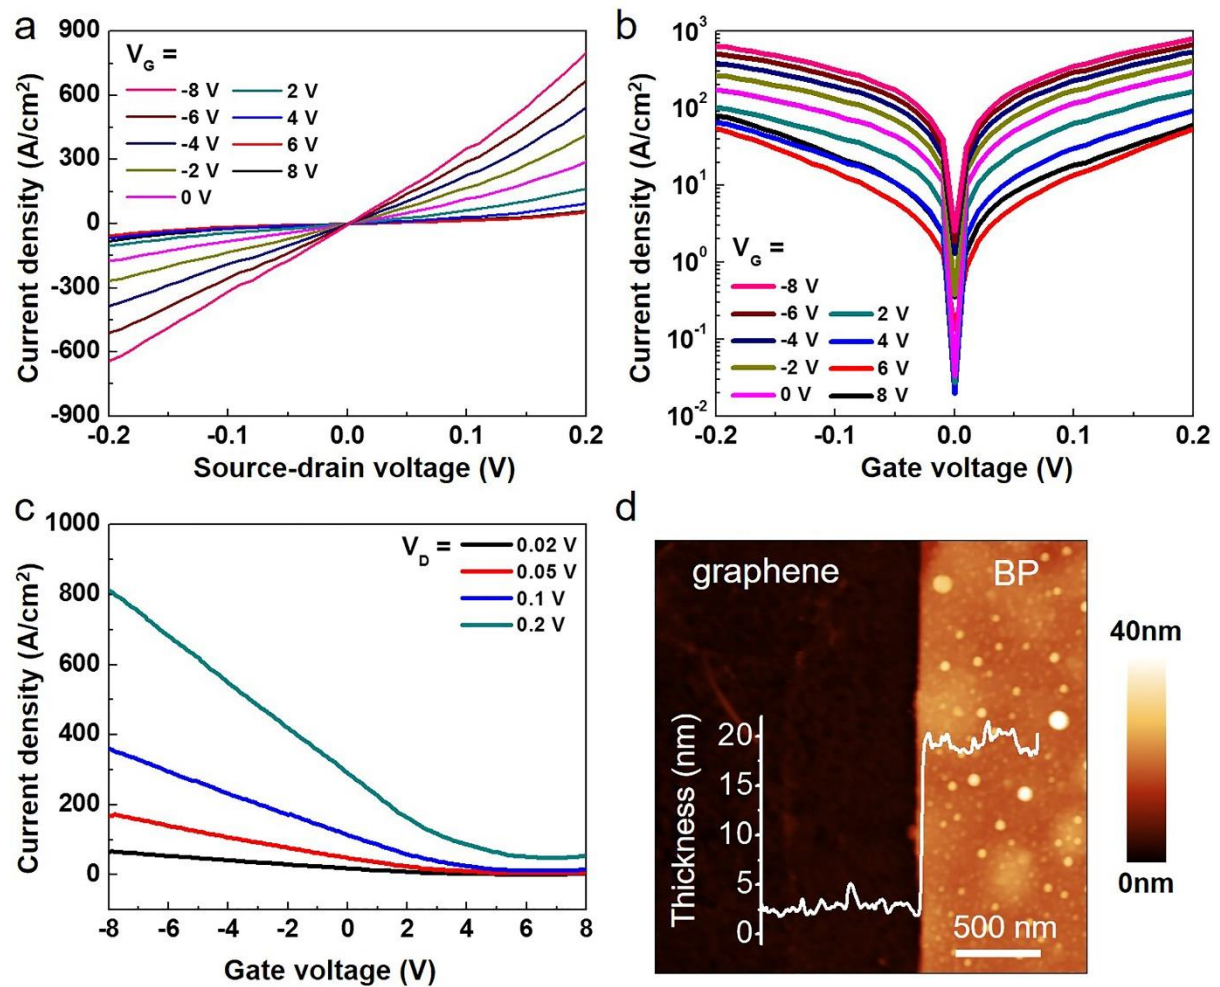 a
900
600
300
0
-300
-600
-900
Current density (A/cm²)
V_G =
-8 V
2 V
-6 V
4 V
-4 V
6 V
-2 V
8 V
0 V
-0.2
-0.1
0.0
0.1
0.2
Source-drain voltage (V)
b
10³
10²
10¹
10⁰
10⁻¹
10⁻²
Current density (A/cm²)
V_G =
-8 V
-6 V
2 V
-4 V
4 V
-2 V
6 V
0 V
8 V
-0.2
-0.1
0.0
0.1
0.2
Gate voltage (V)
c
1000
800
600
400
200
0
Current density (A/cm²)
V_D =
0.02 V
0.05 V
0.1 V
0.2 V
-8
-6
-4
-2
0
2
4
6
8
Gate voltage (V)
d
graphene
BP
Thickness (nm)
20
15
10
5
0
500 nm
40nm
0nm